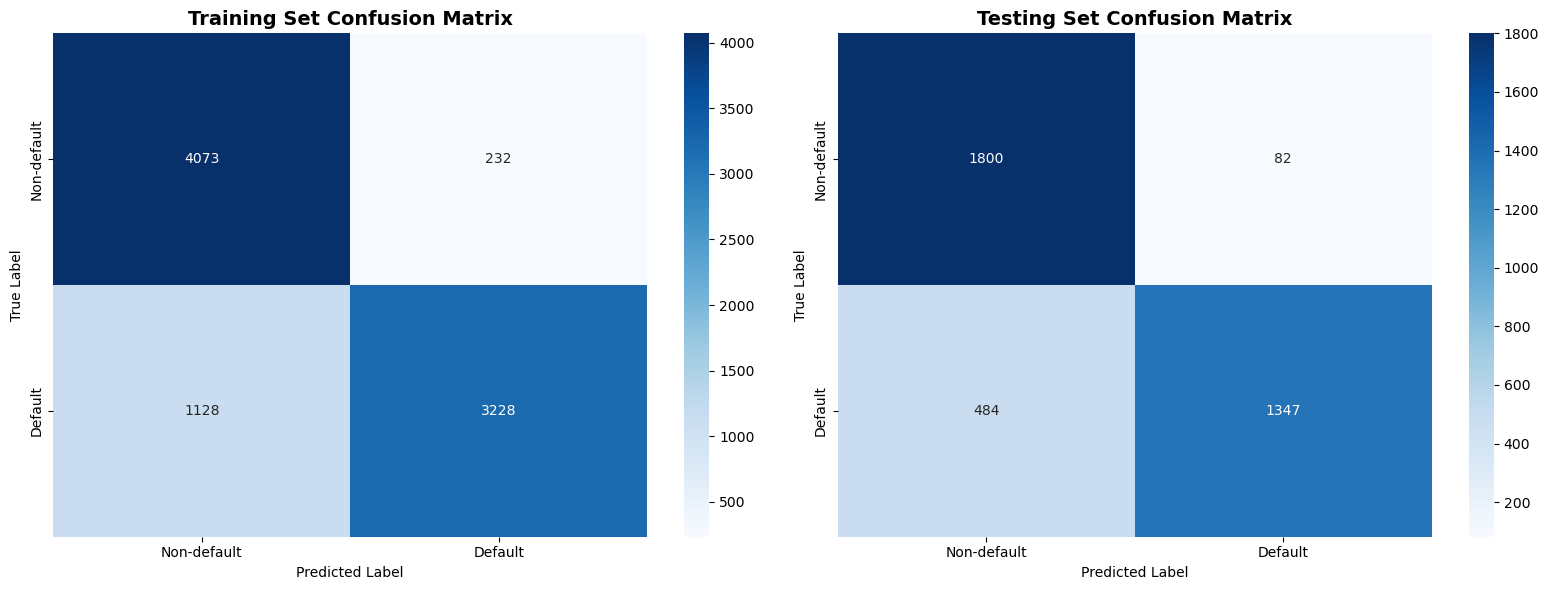 Training Set Confusion Matrix
Non-default
Default
True Label
4073
232
1128
3228
Non-default
Default
Predicted Label
4000
3500
3000
2500
2000
1500
1000
500
Testing Set Confusion Matrix
Non-default
Default
True Label
1800
82
484
1347
Non-default
Default
Predicted Label
1800
1600
1400
1200
1000
800
600
400
200